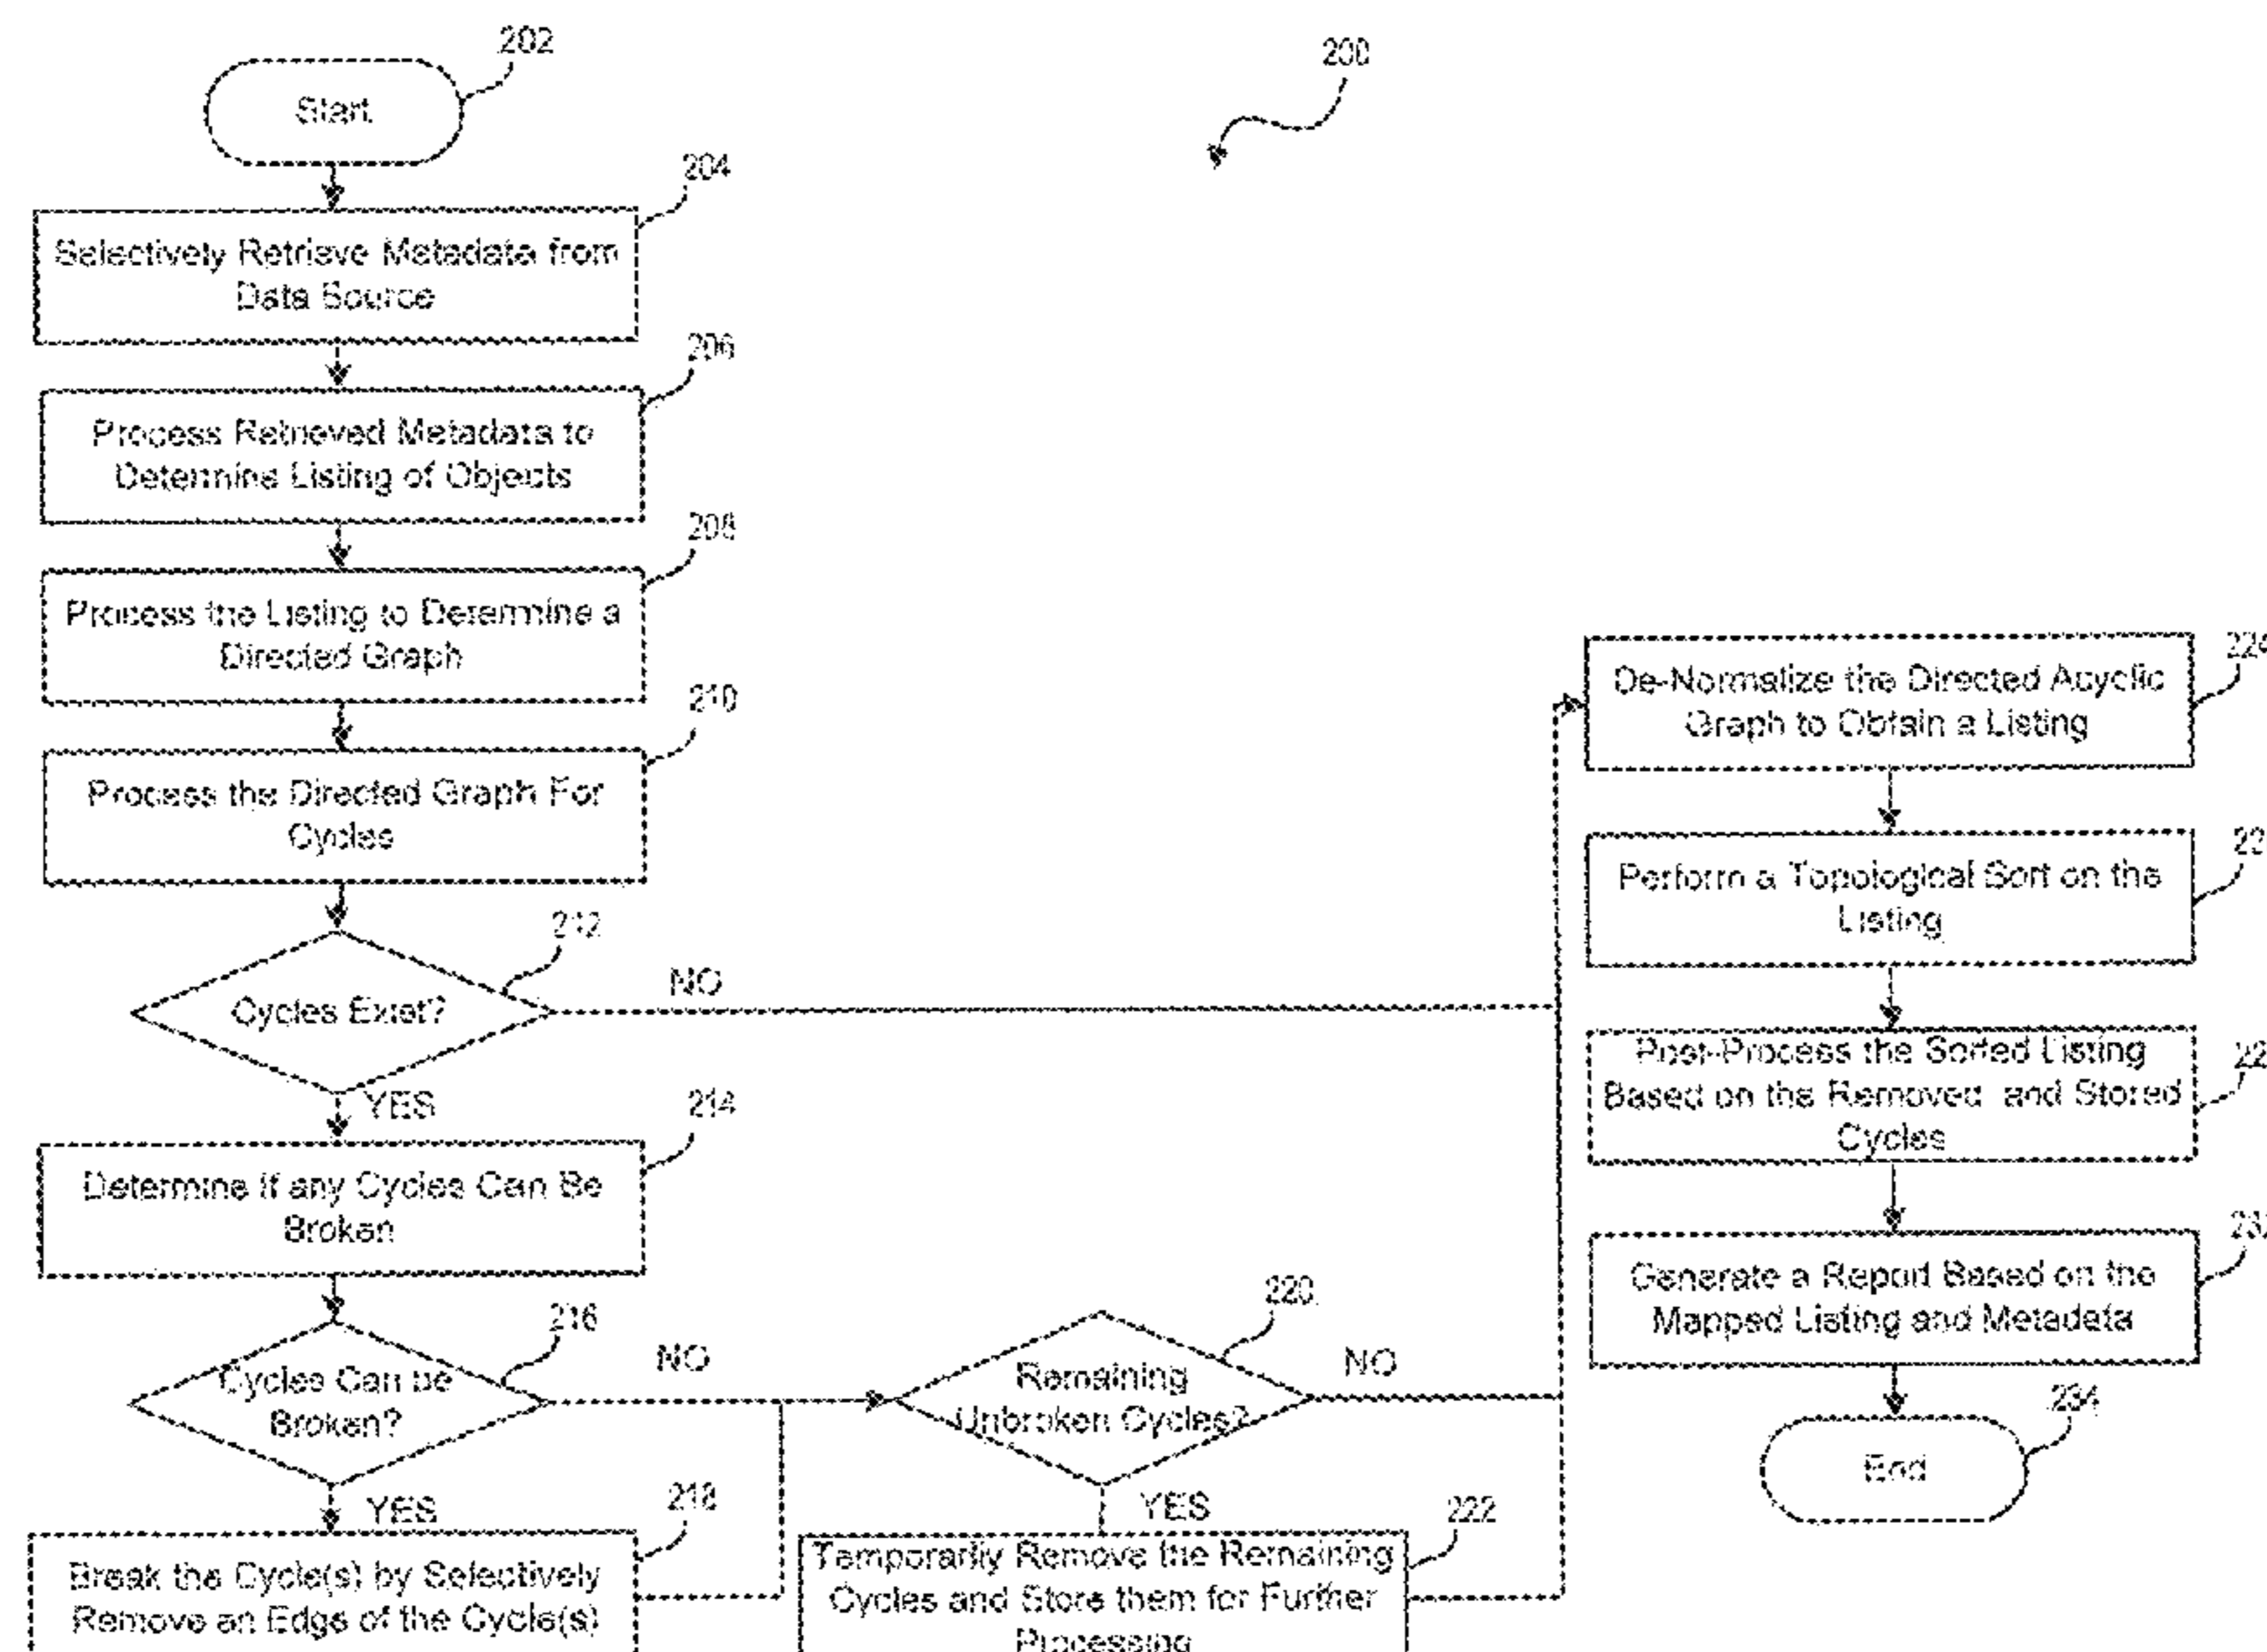 202
Start
200
204
Selectively Retrieve Metadata from
Data Source
206
Process Retrieved Metadata to
Determine Listing of Objects
208
Process the Listing to Determine a
Directed Graph
210
Process the Directed Graph For
Cycles
212
Cycles Exist?
NO
YES
214
Determine if any Cycles Can Be
Broken
216
Cycles Can be
Broken?
NO
YES
218
Break the Cycle(s) by Selectively
Remove an Edge of the Cycle(s)
220
Remaining
Unbroken Cycles?
NO
YES
222
Temporarily Remove the Remaining
Cycles and Store them for Further
Processing
224
De-Normalize the Directed Acyclic
Graph to Obtain a Listing
Perform a Topological Sort on the
Listing
Post-Process the Sorted Listing
Based on the Removed and Stored
Cycles
Generate a Report Based on the
Mapped Listing and Metadata
234
End